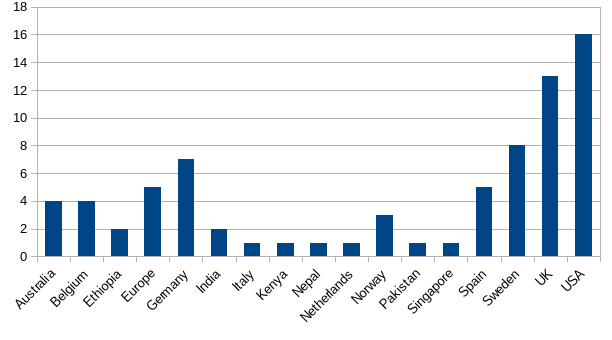 18
16
14
12
10
8
6
4
2
0
Australia
Belgium
Ethiopia
Europe
Germany
India
Italy
Kenya
Nepal
Netherlands
Norway
Pakistan
Singapore
Spain
Sweden
UK
USA